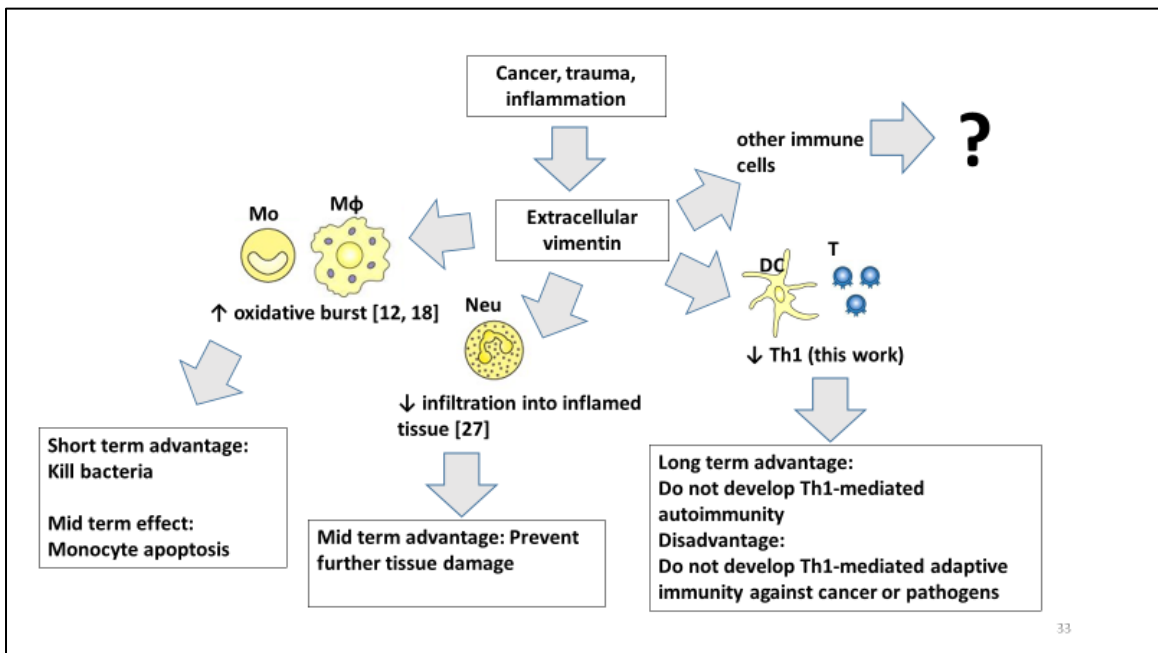 Cancer, trauma,
inflammation
other immune
cells
?
Extracellular
vimentin
Mo
Mϕ
↑ oxidative burst [12, 18]
Neu
↓ infiltration into inflamed
tissue [27]
DC
T
↓ Th1 (this work)
Short term advantage:
Kill bacteria
Mid term effect:
Monocyte apoptosis
Mid term advantage: Prevent
further tissue damage
Long term advantage:
Do not develop Th1-mediated
autoimmunity
Disadvantage:
Do not develop Th1-mediated adaptive
immunity against cancer or pathogens
33